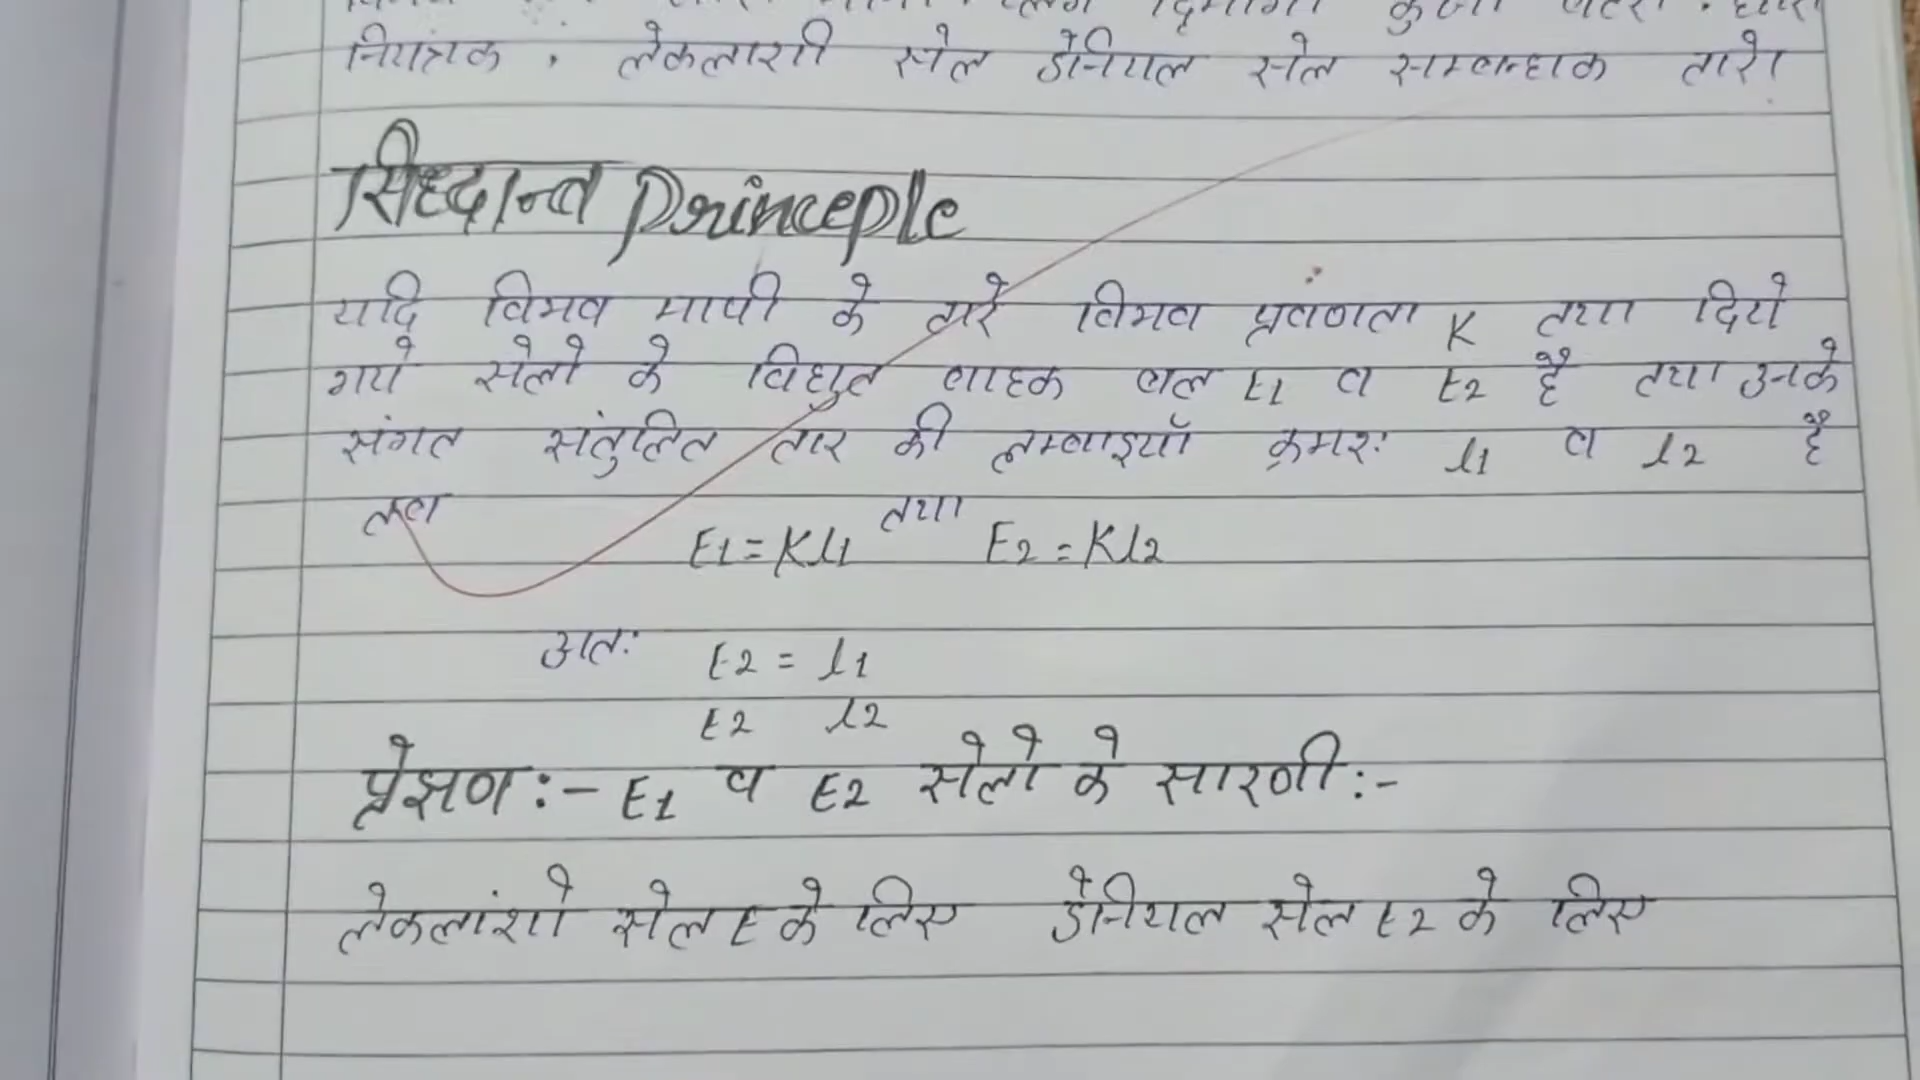 दिमागी कुंजी
नियत्रंक . लेकलाशी सेल डेनियल सेल सम्बन्धक तारे।
सिध्दान्त Princeple
यदि विभव मापी के तारे विभव प्रवणता K तथा दिये
गये सेलो के विद्युत वाहक बल E1 व E2 है तथा उनके
संगत संतुलित तार की लम्बाइयाँ क्रमश: l1 व l2 है
तब
E1 = Kl1 तथा E2 = Kl2
अत: E2 = l1
E2 l2
प्रेक्षण :- E1 व E2 सेलो के सारणी :-
लेकलांशे सेल E के लिए डेनियल सेल E2 के लिए